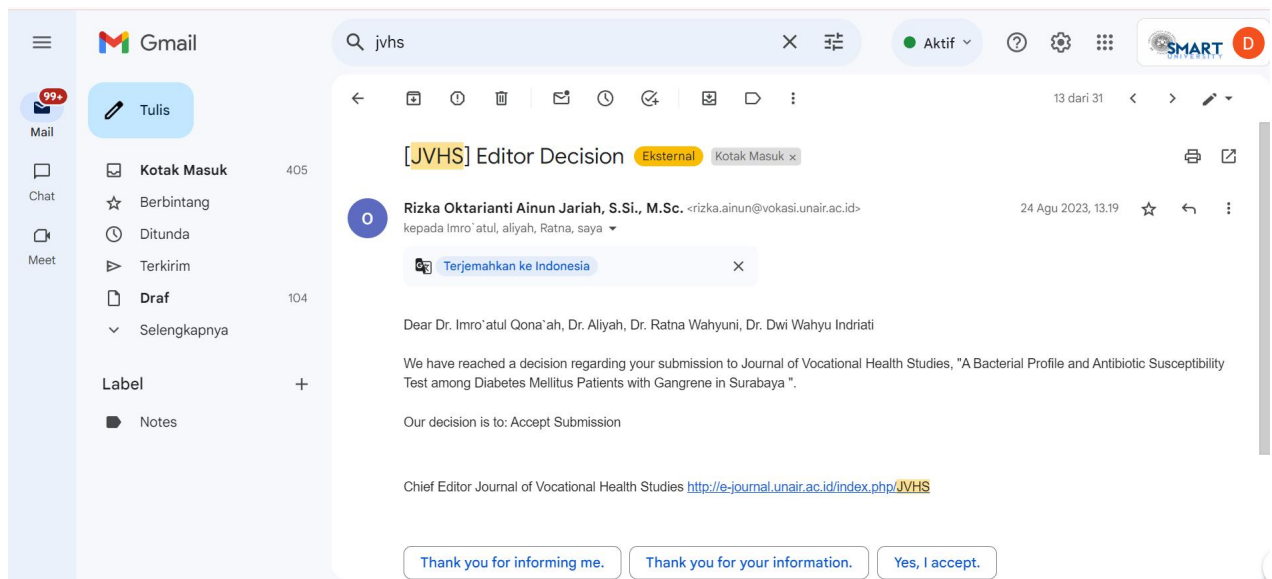 Gmail
jvhs
Aktif
SMART
UNIVERSITY
D
99+
Mail
Chat
Meet
Tulis
Kotak Masuk 405
Berbintang
Ditunda
Terkirim
Draf 104
Selengkapnya
Label
Notes
13 dari 31
[JVHS] Editor Decision Eksternal Kotak Masuk ×
O
Rizka Oktarianti Ainun Jariah, S.Si., M.Sc. <rizka.ainun@vokasi.unair.ac.id> 24 Agu 2023, 13.19
kepada Imro`atul, aliyah, Ratna, saya
Terjemahkan ke Indonesia
Dear Dr. Imro`atul Qona`ah, Dr. Aliyah, Dr. Ratna Wahyuni, Dr. Dwi Wahyu Indriati
We have reached a decision regarding your submission to Journal of Vocational Health Studies, "A Bacterial Profile and Antibiotic Susceptibility
Test among Diabetes Mellitus Patients with Gangrene in Surabaya ".
Our decision is to: Accept Submission
Chief Editor Journal of Vocational Health Studies http://e-journal.unair.ac.id/index.php/JVHS
Thank you for informing me. Thank you for your information. Yes, I accept.